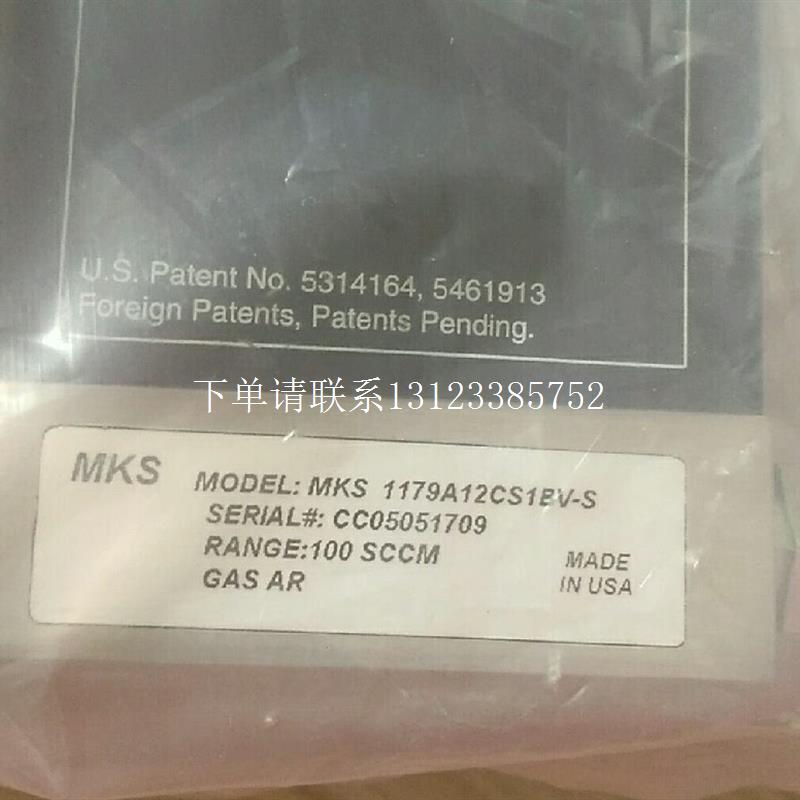 U.S. Patent No. 5314164, 5461913
Foreign Patents, Patents Pending.
下单请联系13123385752
MKS
MODEL: MKS 1179A12CS1BV-S
SERIAL#: CC05051709
RANGE:100 SCCM
GAS AR
MADE
IN USA